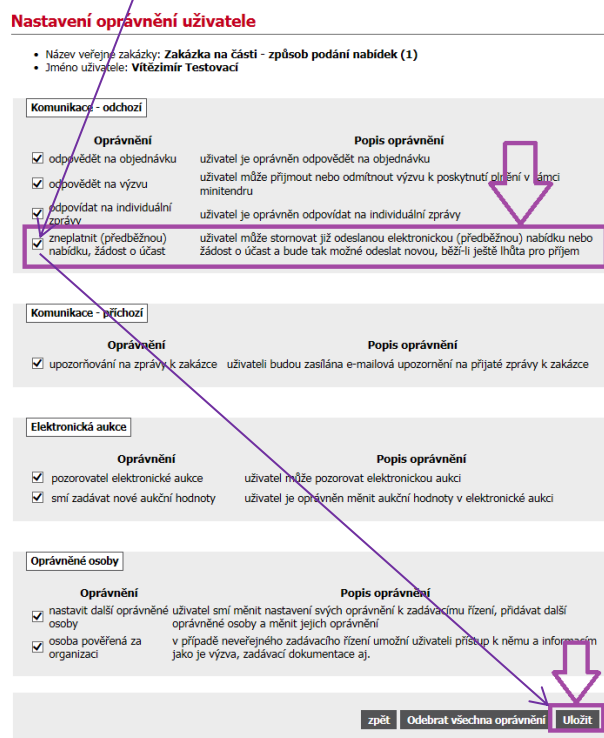 Nastavení oprávnění uživatele
Název veřejné zakázky: Zakázka na části - způsob podání nabídek (1)
Jméno uživatele: Vítězimír Testovací
Komunikace - odchozí
Oprávnění Popis oprávnění
odpovědět na objednávku uživatel je oprávněn odpovědět na objednávku
odpovědět na výzvu uživatel může přijmout nebo odmítnout výzvu k poskytnutí plnění v rámci
minitendru
odpovídat na individuální
zprávy uživatel je oprávněn odpovídat na individuální zprávy
zneplatnit (předběžnou) uživatel může stornovat již odeslanou elektronickou (předběžnou) nabídku nebo
nabídku, žádost o účast žádost o účast a bude tak možné odeslat novou, běží-li ještě lhůta pro příjem
Komunikace - příchozí
Oprávnění Popis oprávnění
upozorňování na zprávy k zakázce uživateli budou zasílána e-mailová upozornění na přijaté zprávy k zakázce
Elektronická aukce
Oprávnění Popis oprávnění
pozorovatel elektronické aukce uživatel může pozorovat elektronickou aukci
smí zadávat nové aukční hodnoty uživatel je oprávněn měnit aukční hodnoty v elektronické aukci
Oprávněné osoby
Oprávnění Popis oprávnění
nastavit další oprávněné uživatel smí měnit nastavení svých oprávnění k zadávacímu řízení, přidávat další
osoby oprávněné osoby a měnit jejich oprávnění
osoba pověřená za v případě neveřejného zadávacího řízení umožní uživateli přístup k němu a informacím
organizaci jako je výzva, zadávací dokumentace aj.
zpět Odebrat všechna oprávnění Uložit